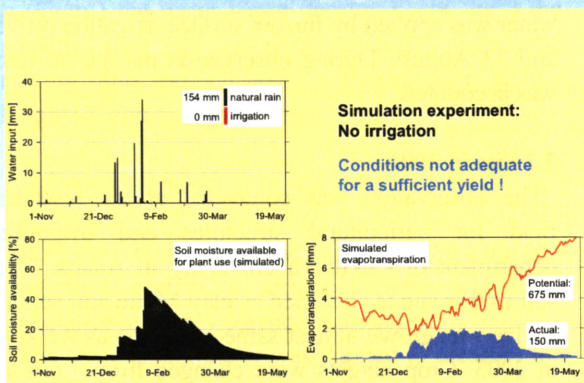 Water input [mm]
40
30
20
10
0
154 mm natural rain
0 mm irrigation
1-Nov 21-Dec 9-Feb 30-Mar 19-May
Simulation experiment:
No irrigation
Conditions not adequate
for a sufficient yield !
Soil moisture availability [%]
80
60
40
20
0
Soil moisture available
for plant use (simulated)
1-Nov 21-Dec 9-Feb 30-Mar 19-May
Evapotranspiration [mm]
8
6
4
2
0
Simulated
evapotranspiration
Potential:
675 mm
Actual:
150 mm
1-Nov 21-Dec 9-Feb 30-Mar 19-May